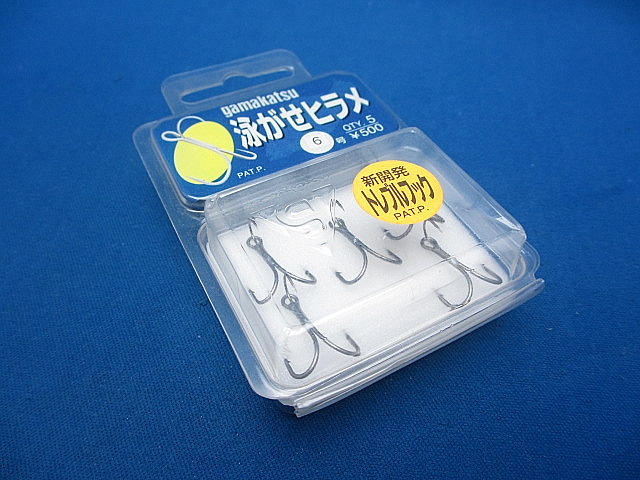 gamakatsu
泳がせヒラメ
6号
QTY. 5
¥500
PAT.P.
新開発
トレブルフック
PAT.P.